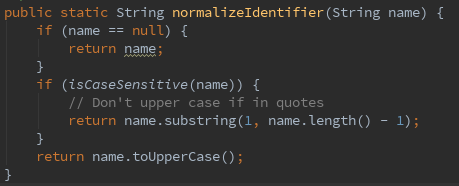 public static String normalizeIdentifier(String name) {
    if (name == null) {
        return name;
    }
    if (isCaseSensitive(name)) {
        // Don't upper case if in quotes
        return name.substring(1, name.length() - 1);
    }
    return name.toUpperCase();
}